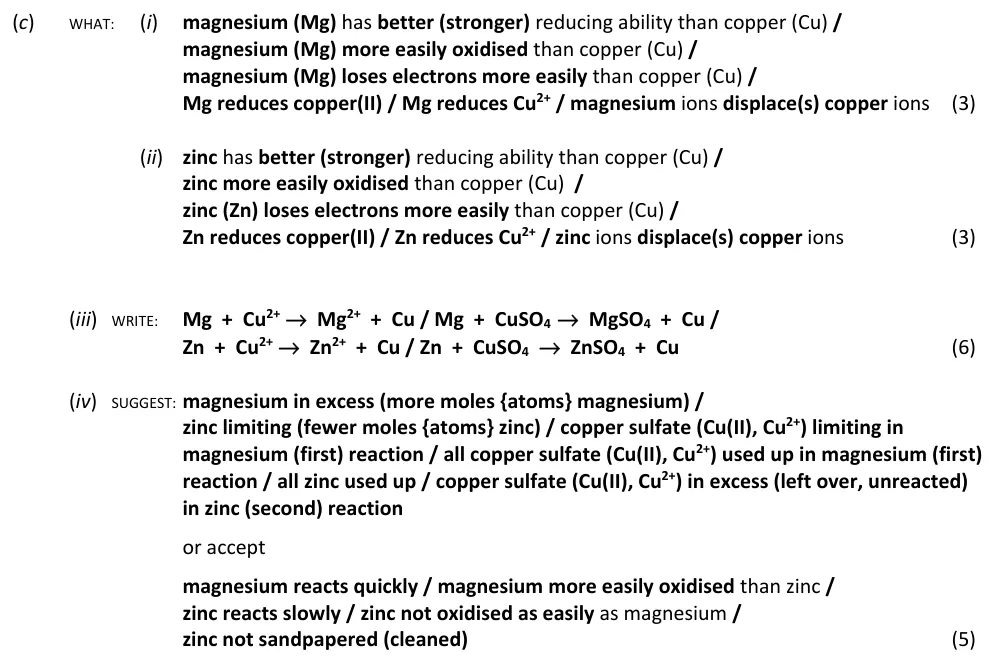 (c) WHAT: (i) magnesium (Mg) has better (stronger) reducing ability than copper (Cu) /
magnesium (Mg) more easily oxidised than copper (Cu) /
magnesium (Mg) loses electrons more easily than copper (Cu) /
Mg reduces copper(II) / Mg reduces Cu²⁺ / magnesium ions displace(s) copper ions (3)
(ii) zinc has better (stronger) reducing ability than copper (Cu) /
zinc more easily oxidised than copper (Cu) /
zinc (Zn) loses electrons more easily than copper (Cu) /
Zn reduces copper(II) / Zn reduces Cu²⁺ / zinc ions displace(s) copper ions (3)
(iii) WRITE: Mg + Cu²⁺ → Mg²⁺ + Cu / Mg + CuSO₄ → MgSO₄ + Cu /
Zn + Cu²⁺ → Zn²⁺ + Cu / Zn + CuSO₄ → ZnSO₄ + Cu (6)
(iv) SUGGEST: magnesium in excess (more moles {atoms} magnesium) /
zinc limiting (fewer moles {atoms} zinc) / copper sulfate (Cu(II), Cu²⁺) limiting in
magnesium (first) reaction / all copper sulfate (Cu(II), Cu²⁺) used up in magnesium (first)
reaction / all zinc used up / copper sulfate (Cu(II), Cu²⁺) in excess (left over, unreacted)
in zinc (second) reaction
or accept
magnesium reacts quickly / magnesium more easily oxidised than zinc /
zinc reacts slowly / zinc not oxidised as easily as magnesium /
zinc not sandpapered (cleaned) (5)